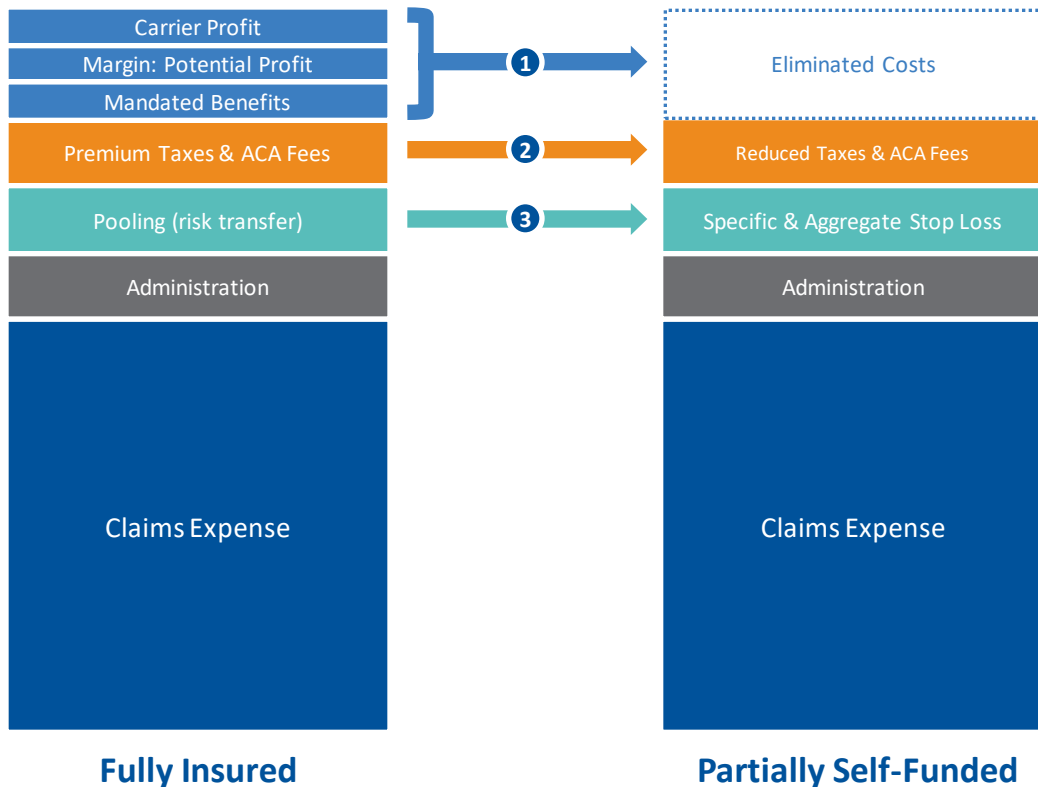 Carrier Profit
Margin: Potential Profit
Mandated Benefits
Premium Taxes & ACA Fees
Pooling (risk transfer)
Administration
Claims Expense
Fully Insured
1
2
3
Eliminated Costs
Reduced Taxes & ACA Fees
Specific & Aggregate Stop Loss
Administration
Claims Expense
Partially Self-Funded